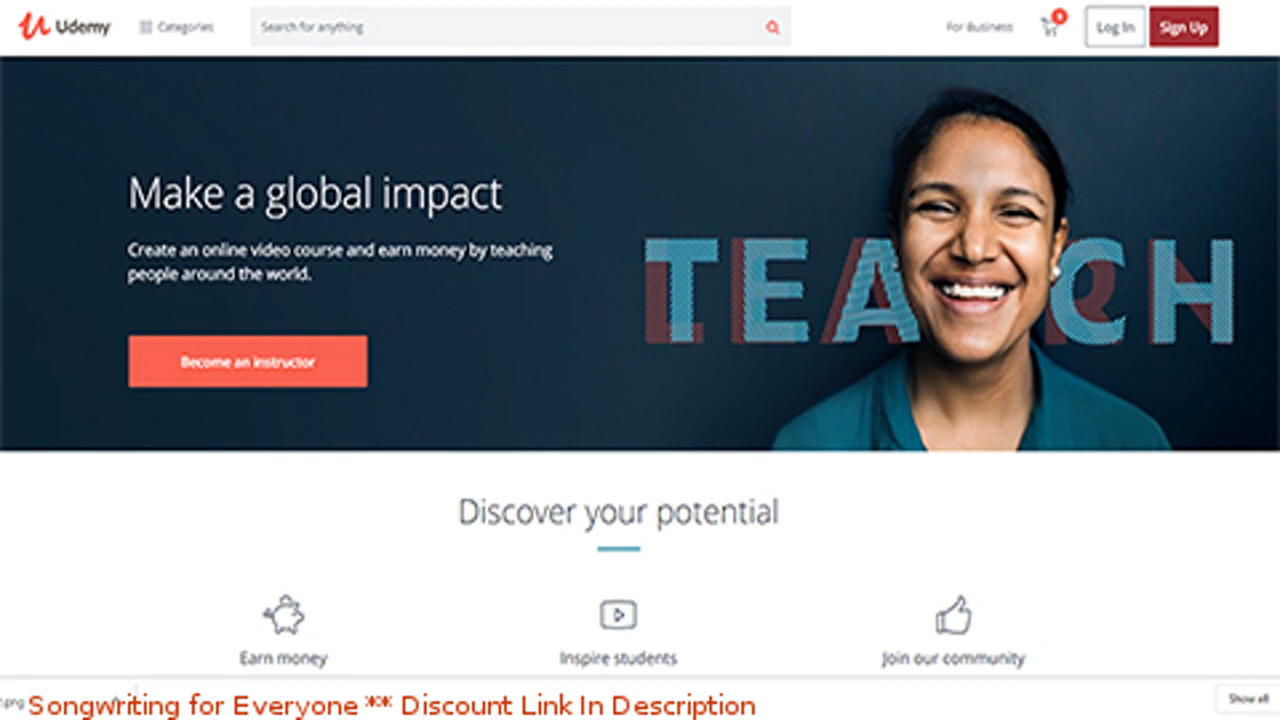 Udemy
Categories
Search for anything
For Business
Log In
Sign Up
Make a global impact
Create an online video course and earn money by teaching
people around the world.
Become an instructor
TEACH
Discover your potential
Earn money
Inspire students
Join our community
.png
Show all
Songwriting for Everyone ** Discount Link In Description